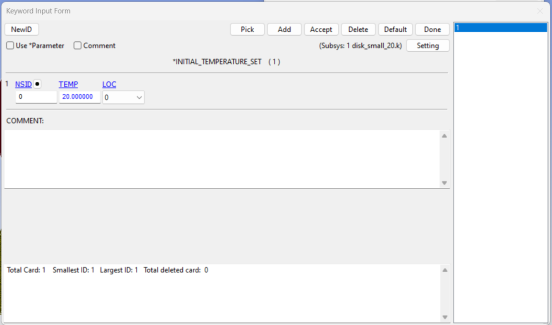 Keyword Input Form
NewID Pick Add Accept Delete Default Done
Use *Parameter Comment (Subsys: 1 disk_small_20.k) Setting
*INITIAL_TEMPERATURE_SET ( 1 )
1 NSID TEMP LOC
0 20.000000 0
COMMENT:
Total Card: 1 Smallest ID: 1 Largest ID: 1 Total deleted card: 0
1